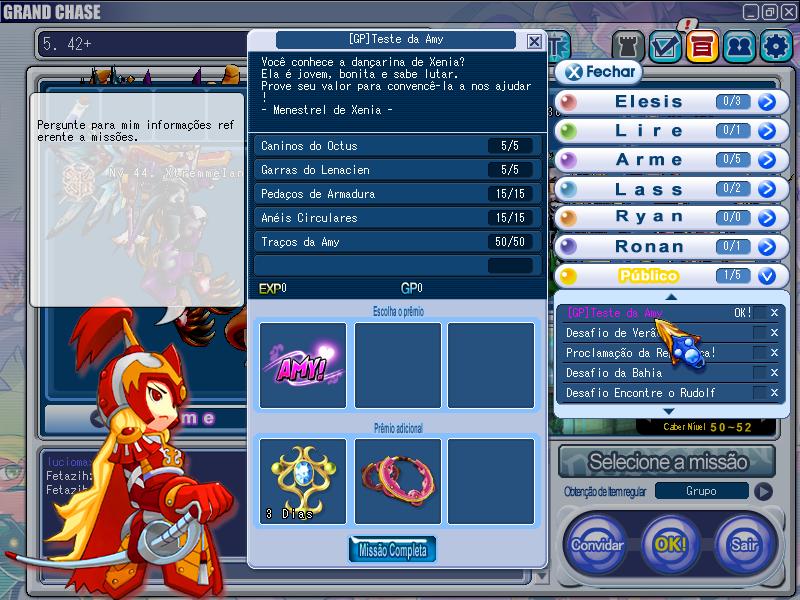 GRAND CHASE
5. 42+
Pergunte para mim informações ref
erente a missões.
Nv 44. Xtremmelan
[GP]Teste da Amy
Você conhece a dançarina de Xenia?
Ela é jovem, bonita e sabe lutar.
Prove seu valor para convencê-la a nos ajudar
!
- Menestrel de Xenia -
Caninos do Octus 5/5
Garras do Lenacien 5/5
Pedaços de Armadura 15/15
Anéis Circulares 15/15
Traços da Amy 50/50
EXP0 GP0
Escolha o prêmio
AMY!
Prêmio adicional
3 Dias
Missão Completa
Fechar
Elesis 0/3
Lire 0/1
Arme 0/5
Lass 0/2
Ryan 0/0
Ronan 0/1
Público 1/5
[GP]Teste da Amy OK! X
Desafio de Verã X
Proclamação da Re ca! X
Desafio da Bahia X
Desafio Encontre o Rudolf X
Caber Nível 50~52
Selecione a missão
Obtenção de Item regular Grupo
Convidar OK! Sair
me
lucioma
Fetazih:
Fetazih